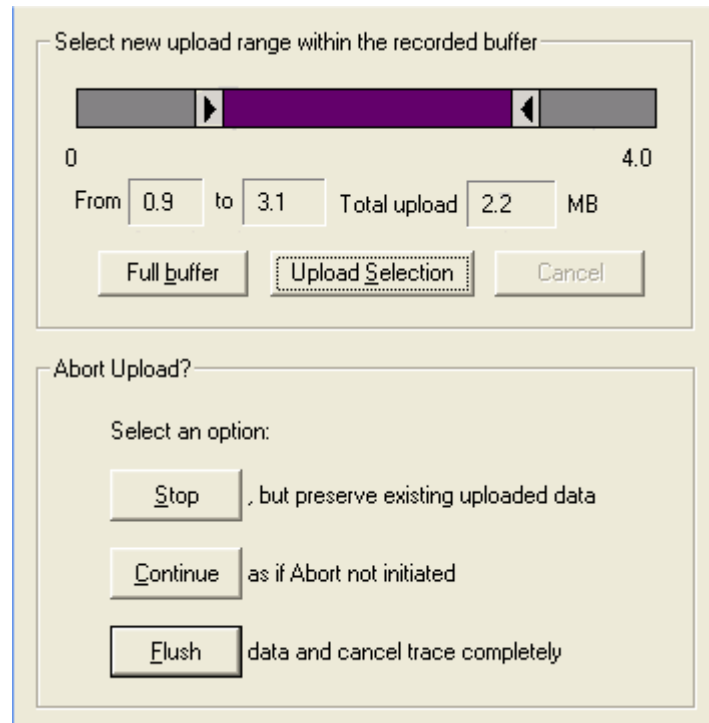 Select new upload range within the recorded buffer
0 4.0
From 0.9 to 3.1 Total upload 2.2 MB
Full buffer Upload Selection Cancel
Abort Upload?
Select an option:
Stop , but preserve existing uploaded data
Continue as if Abort not initiated
Flush data and cancel trace completely